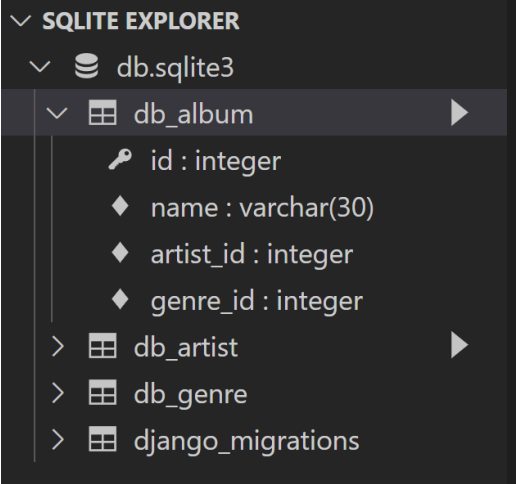 SQLITE EXPLORER
db.sqlite3
db_album
id : integer
name : varchar(30)
artist_id : integer
genre_id : integer
db_artist
db_genre
django_migrations